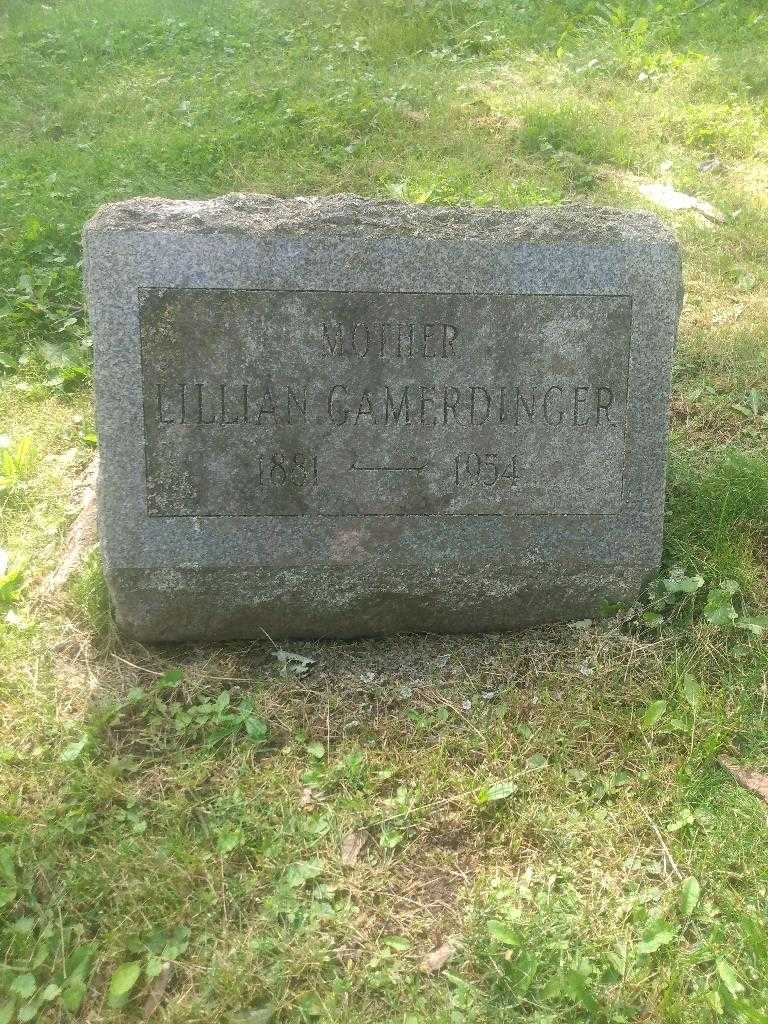 MOTHER
LILLIAN GAMERDINGER
1881 — 1954